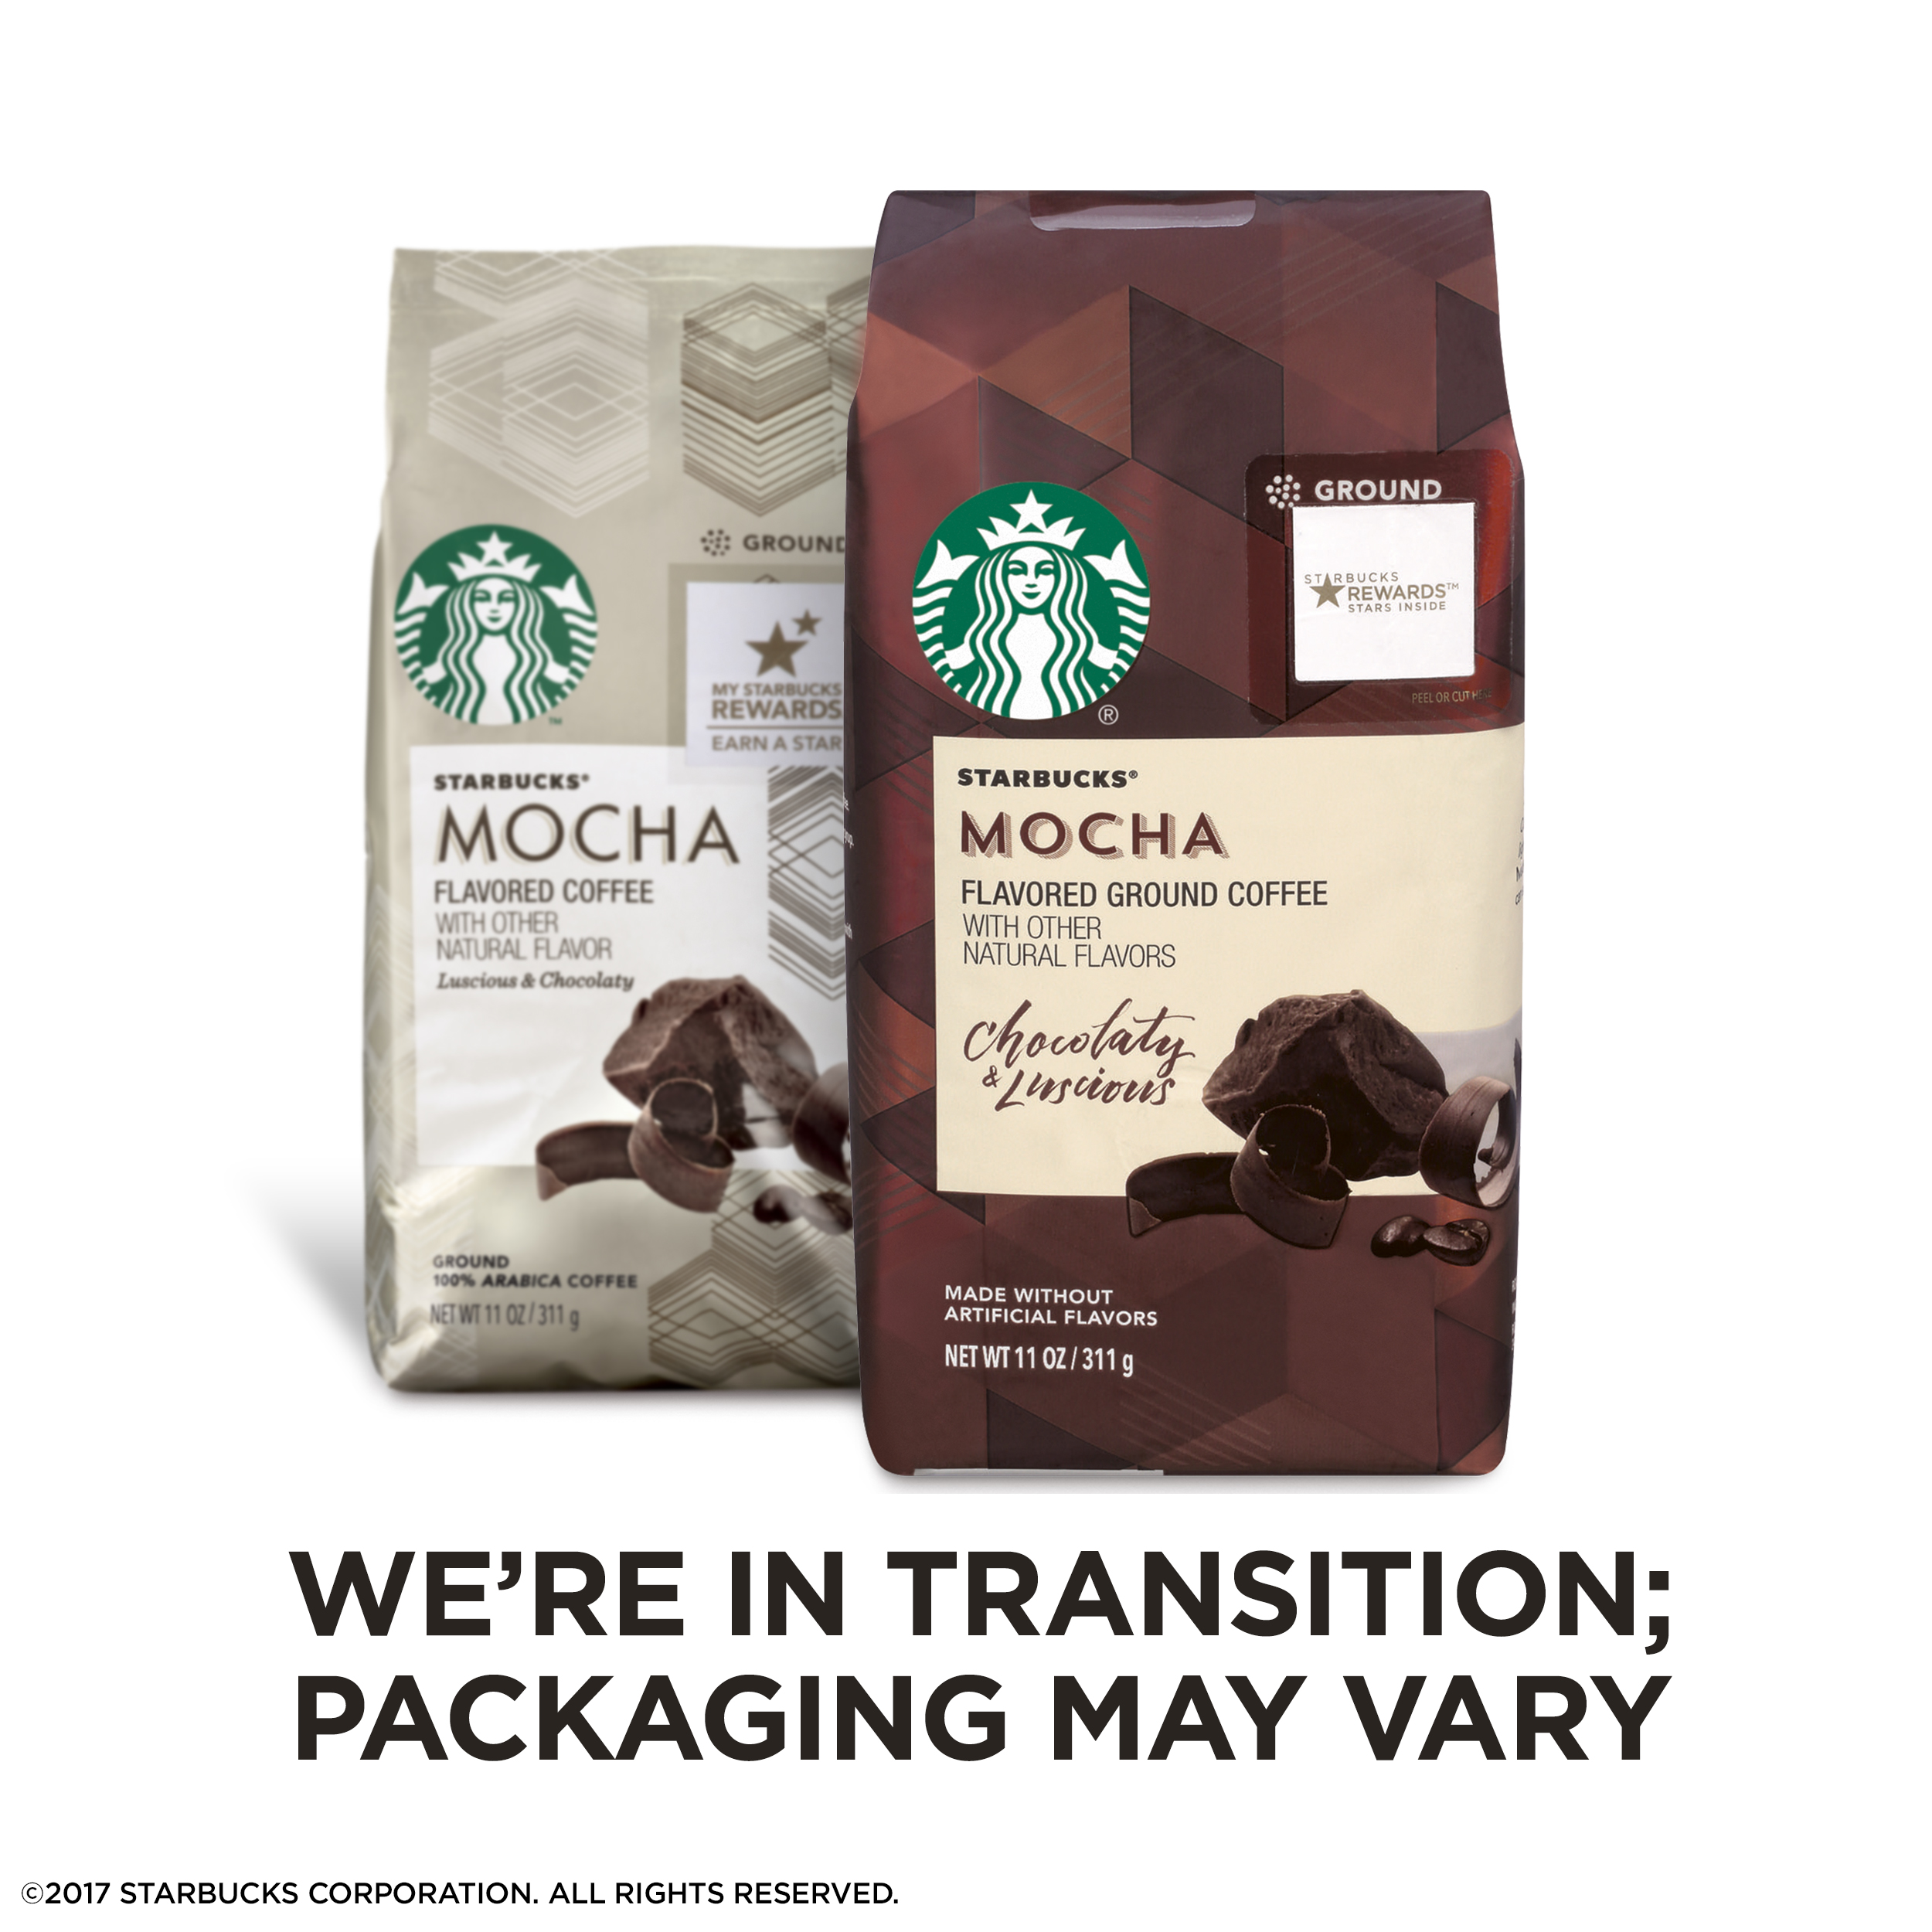 GROUND
MY STARBUCKS
REWARDS
EARN A STAR
STARBUCKS®
MOCHA
FLAVORED COFFEE
WITH OTHER
NATURAL FLAVOR
Luscious & Chocolaty
GROUND
100% ARABICA COFFEE
NET WT 11 OZ / 311 g
TM
GROUND
STARBUCKS
REWARDS™
STARS INSIDE
PEEL OR CUT HERE
®
STARBUCKS®
MOCHA
FLAVORED GROUND COFFEE
WITH OTHER
NATURAL FLAVORS
Chocolaty
& Luscious
MADE WITHOUT
ARTIFICIAL FLAVORS
NET WT 11 OZ / 311 g
WE'RE IN TRANSITION;
PACKAGING MAY VARY
©2017 STARBUCKS CORPORATION. ALL RIGHTS RESERVED.